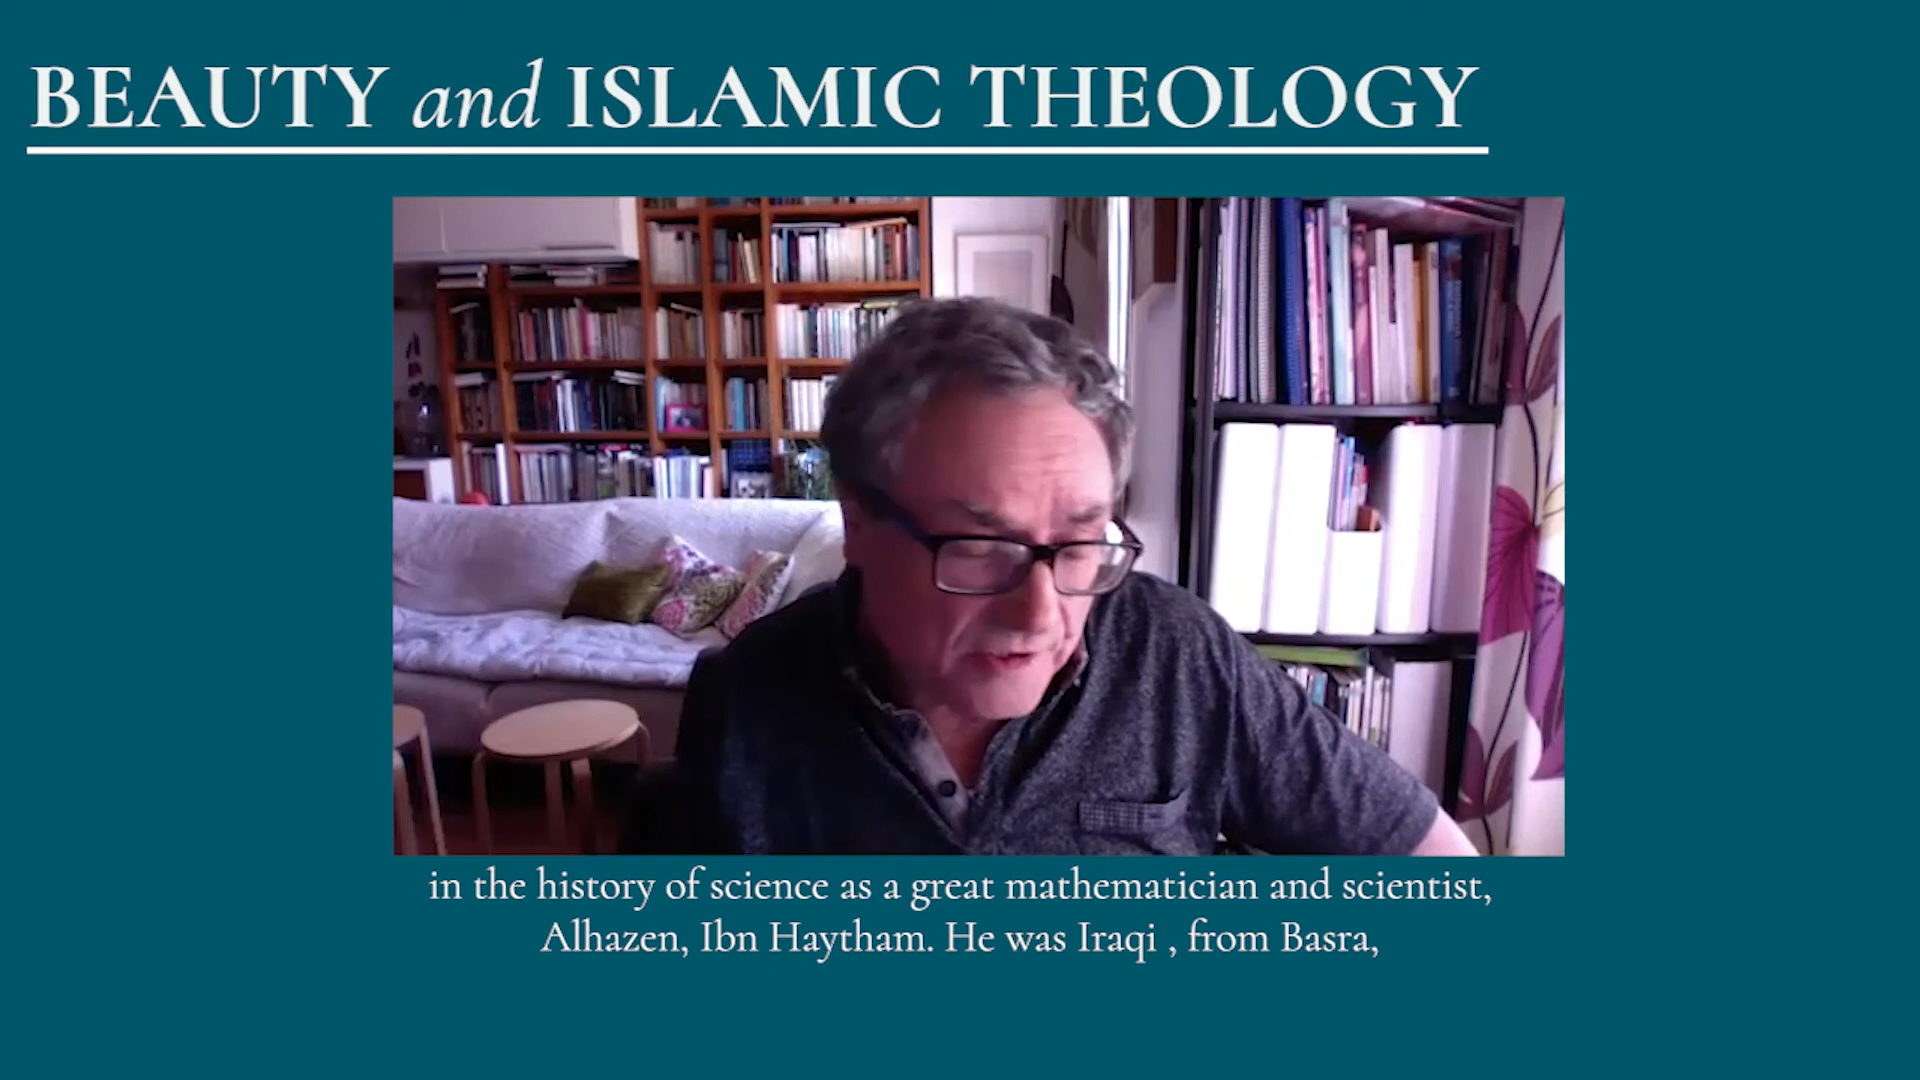 BEAUTY and ISLAMIC THEOLOGY
in the history of science as a great mathematician and scientist,
Alhazen, Ibn Haytham. He was Iraqi , from Basra,